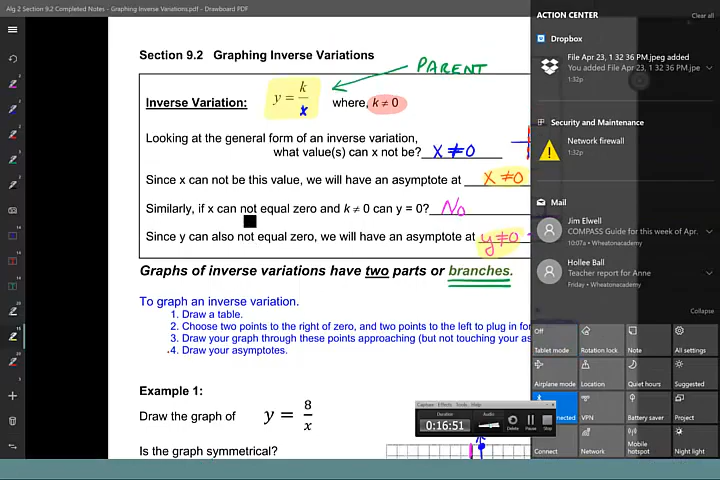 Alg 2 Section 9.2 Completed Notes - Graphing Inverse Variations.pdf - Drawboard PDF
Section 9.2 Graphing Inverse Variations
PARENT
Inverse Variation: y = k/x where, k ≠ 0
Looking at the general form of an inverse variation,
what value(s) can x not be? x ≠ 0
Since x can not be this value, we will have an asymptote at x ≠ 0
Similarly, if x can not equal zero and k ≠ 0 can y = 0? No
Since y can also not equal zero, we will have an asymptote at y ≠ 0
Graphs of inverse variations have two parts or branches.
To graph an inverse variation.
1. Draw a table.
2. Choose two points to the right of zero, and two points to the left to plug in for
3. Draw your graph through these points approaching (but not touching your as
4. Draw your asymptotes.
Example 1:
Draw the graph of y = 8/x
Is the graph symmetrical?
Capture Effects Tools Help
Duration Audio
0:16:51 Delete Pause Stop
ACTION CENTER Clear all
Dropbox
File Apr 23, 1 32 36 PM.jpeg added
You added File Apr 23, 1 32 36 PM.jpe
1:32p
Security and Maintenance
Network firewall
1:32p
Mail
Jim Elwell
COMPASS Guide for this week of Apr.
10:07a • Wheatonacademy
Hollee Ball
Teacher report for Anne
Friday • Wheatonacademy
Collapse
Off
Tablet mode Rotation lock Note All settings
Airplane mode Location Quiet hours Suggested
nnected VPN Battery saver Project
Connect Network Mobile hotspot Night light